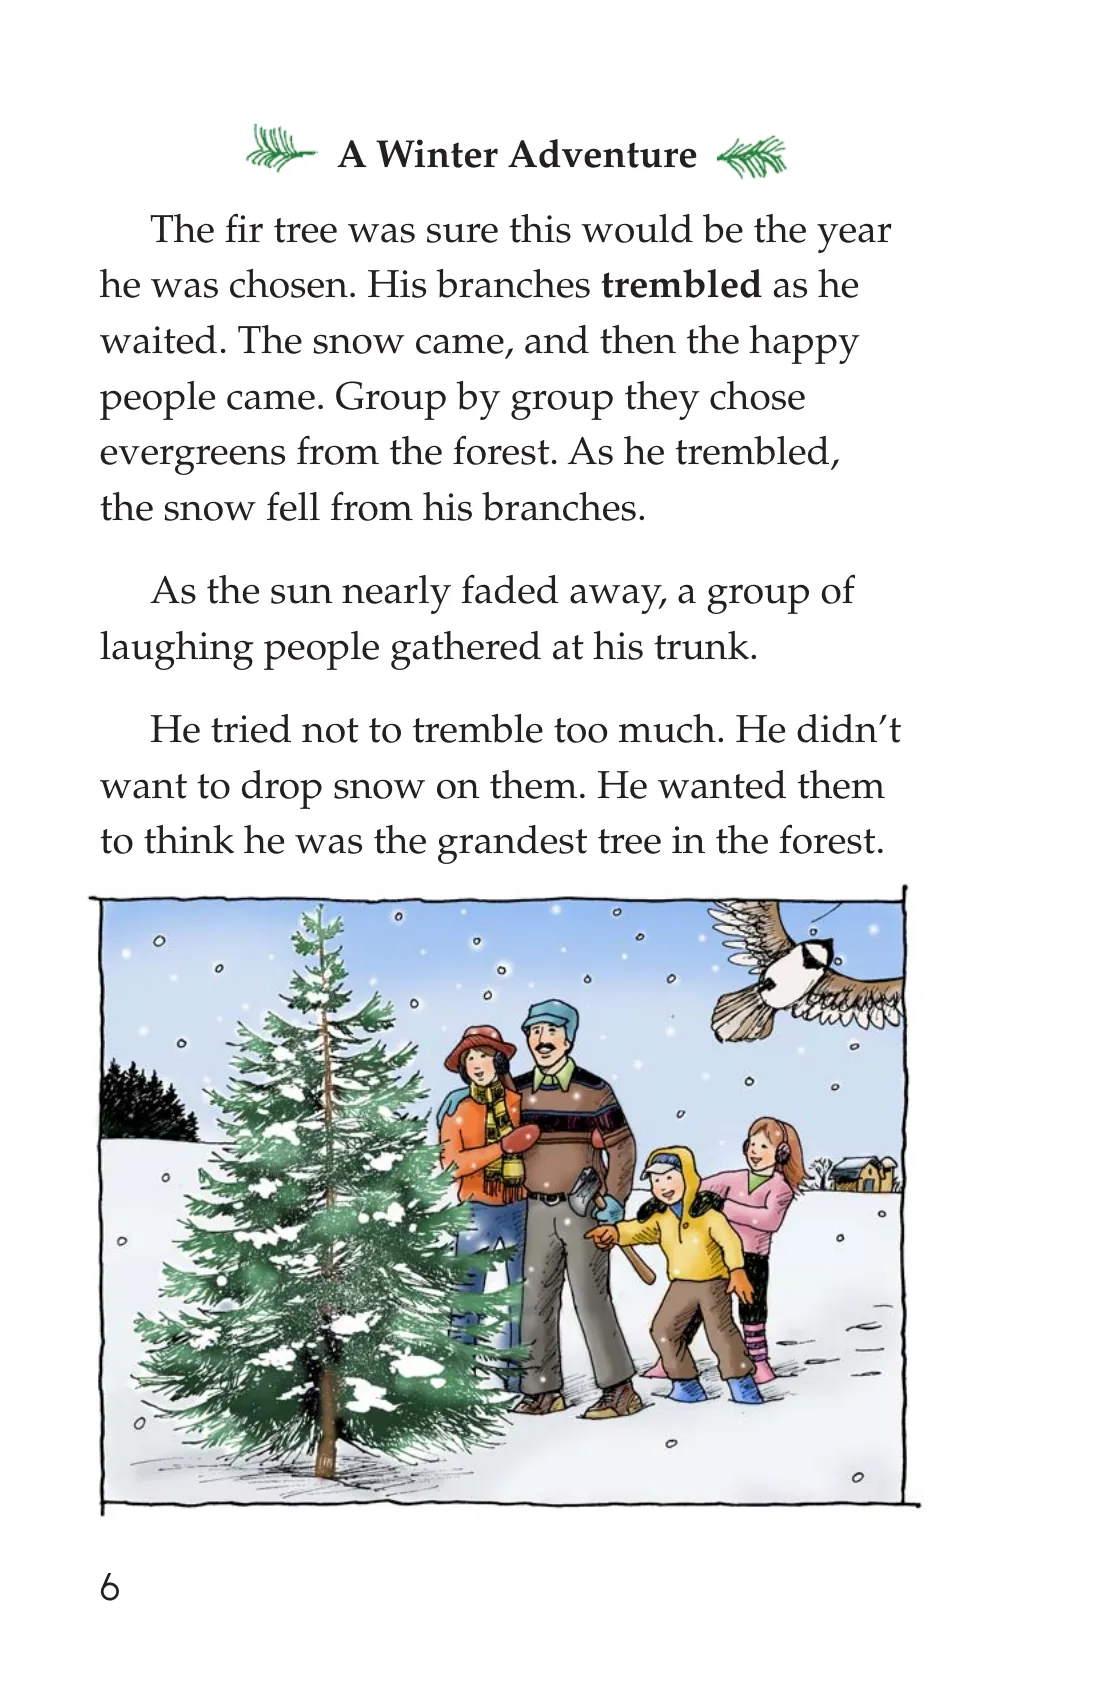 A Winter Adventure
The fir tree was sure this would be the year
he was chosen. His branches trembled as he
waited. The snow came, and then the happy
people came. Group by group they chose
evergreens from the forest. As he trembled,
the snow fell from his branches.
As the sun nearly faded away, a group of
laughing people gathered at his trunk.
He tried not to tremble too much. He didn’t
want to drop snow on them. He wanted them
to think he was the grandest tree in the forest.
6